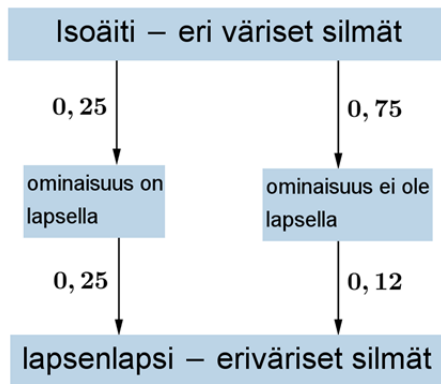 Isoäiti – eri väriset silmät
0, 25
0, 75
ominaisuus on
lapsella
ominaisuus ei ole
lapsella
0, 25
0, 12
lapsenlapsi – eriväriset silmät